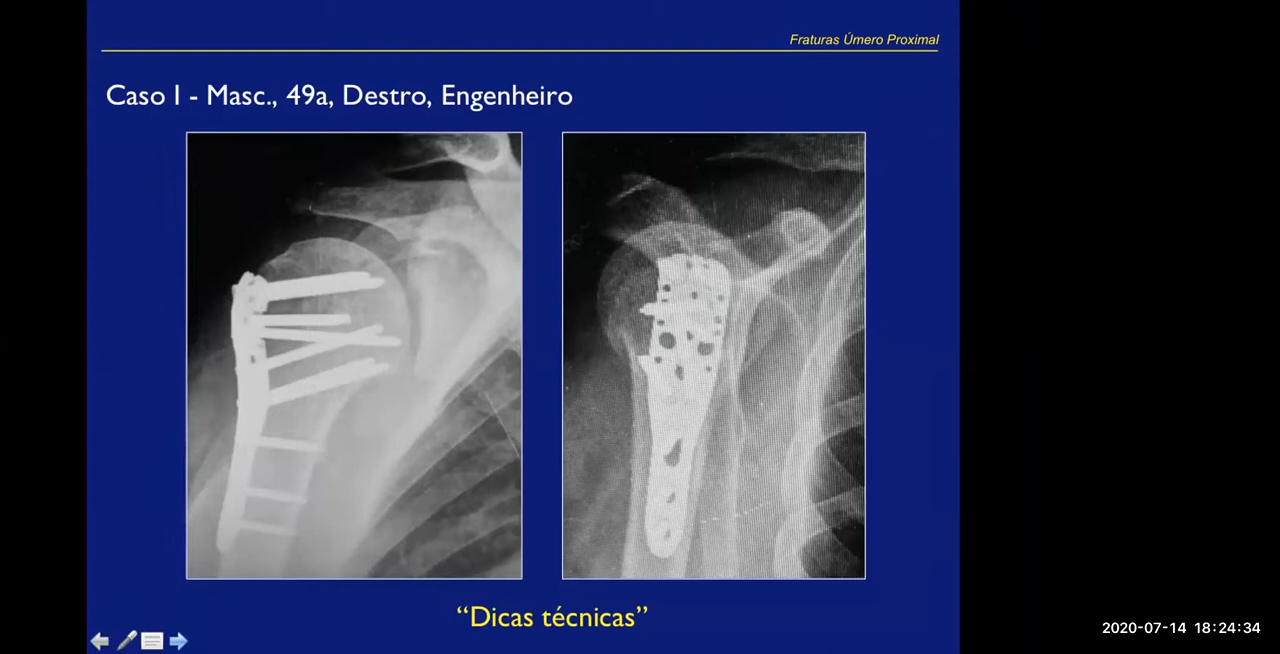 Fraturas Úmero Proximal
Caso I - Masc., 49a, Destro, Engenheiro
“Dicas técnicas”
2020-07-14 18:24:34